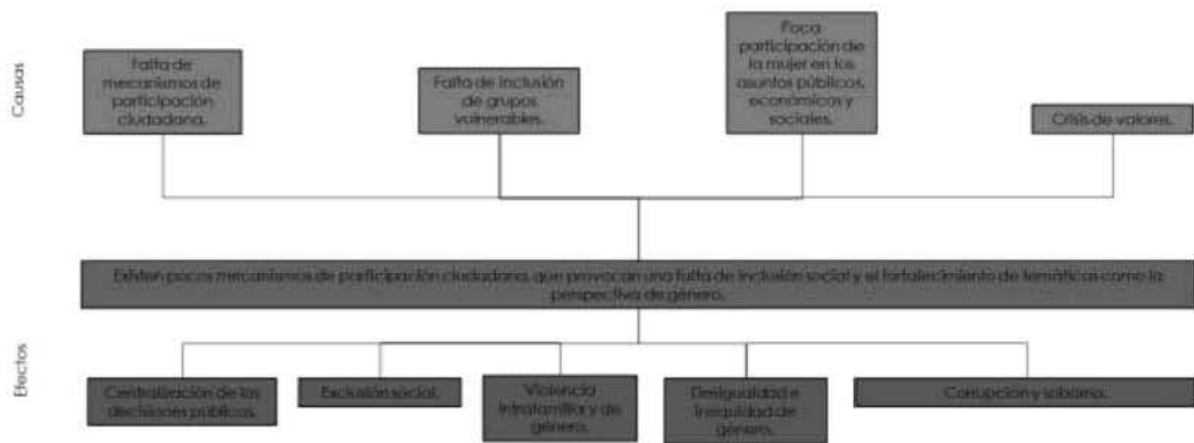 Causas
Falta de
mecanismos de
participación
ciudadana.
Falta de inclusión
de grupos
vulnerables.
Poca
participación de
la mujer en los
asuntos públicos,
económicos y
sociales.
Crisis de valores.
Existen pocos mecanismos de participación ciudadana, que provocan una falta de inclusión social y el fortalecimiento de temáticas como la
perspectiva de género.
Efectos
Centralización de las
decisiones públicas.
Exclusión social.
Violencia
intrafamiliar y de
género.
Desigualdad e
inequidad de
género.
Corrupción y soborno.